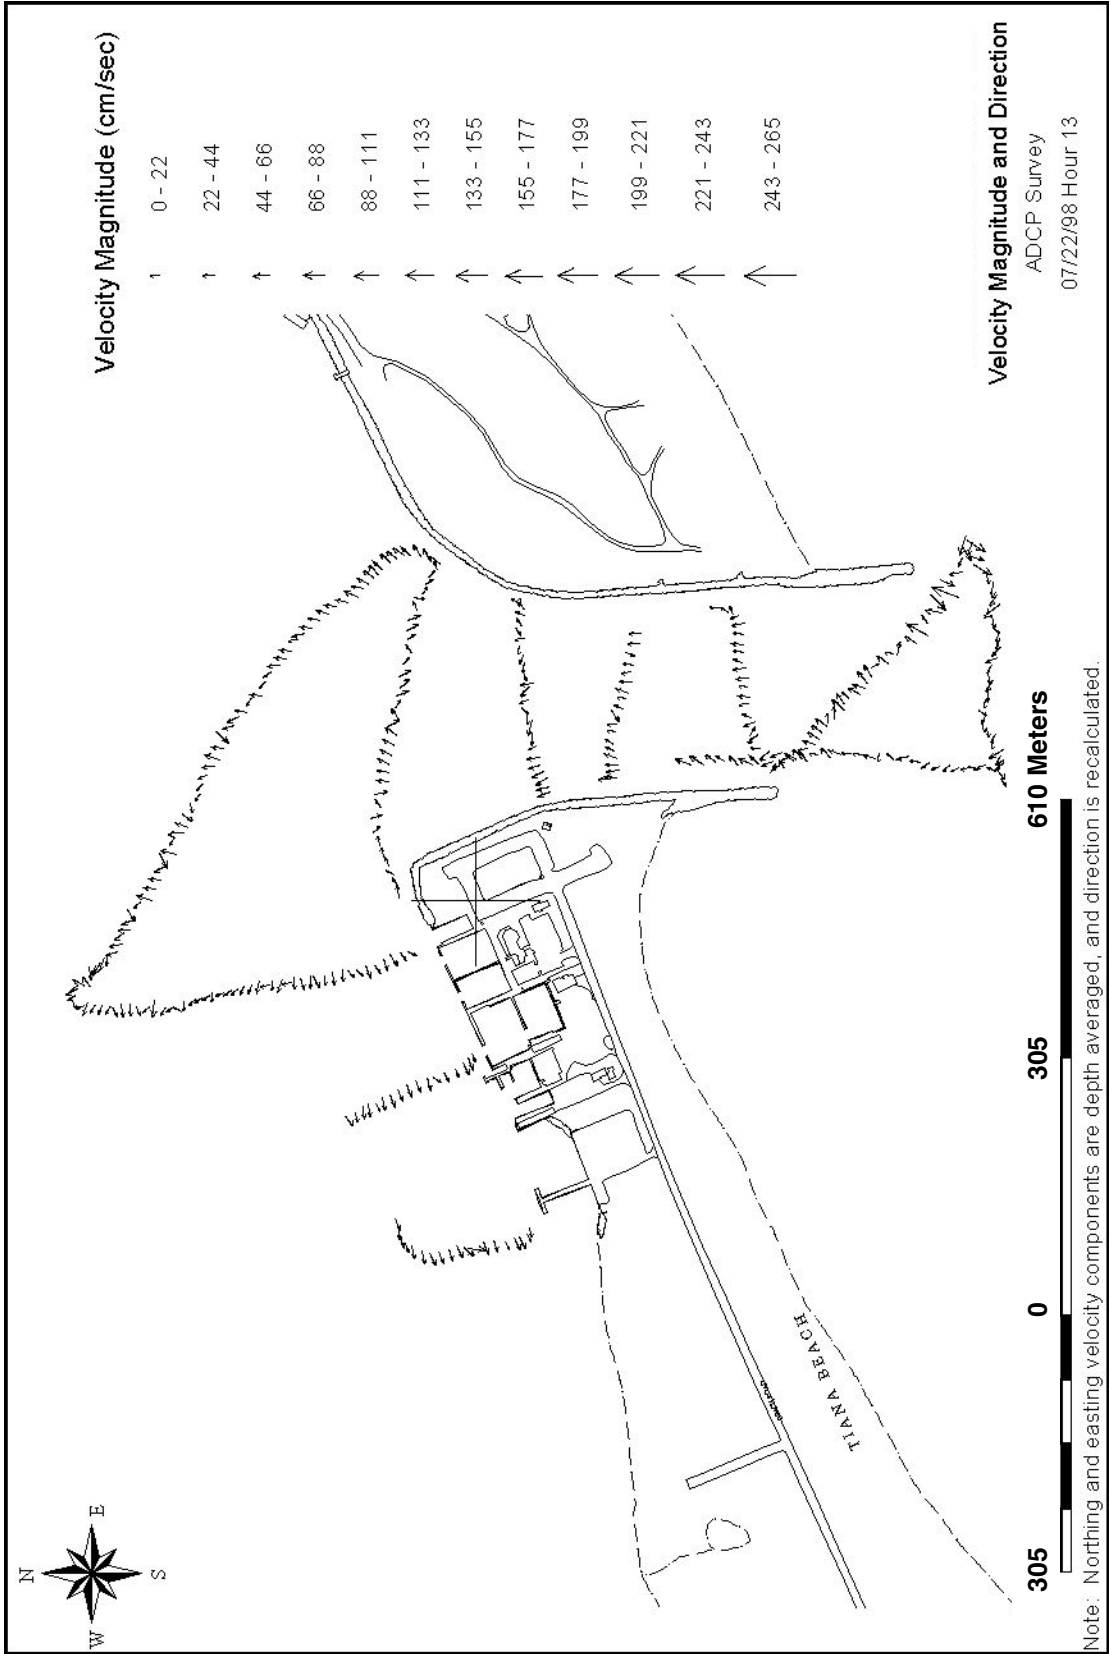 N
W
E
S
Velocity Magnitude (cm/sec)
0 - 22
22 - 44
44 - 66
66 - 88
88 - 111
111 - 133
133 - 155
155 - 177
177 - 199
199 - 221
221 - 243
243 - 265
TIANA BEACH
305
0
305
610 Meters
Velocity Magnitude and Direction
ADCP Survey
07/22/98 Hour 13
Note: Northing and easting velocity components are depth averaged, and direction is recalculated.